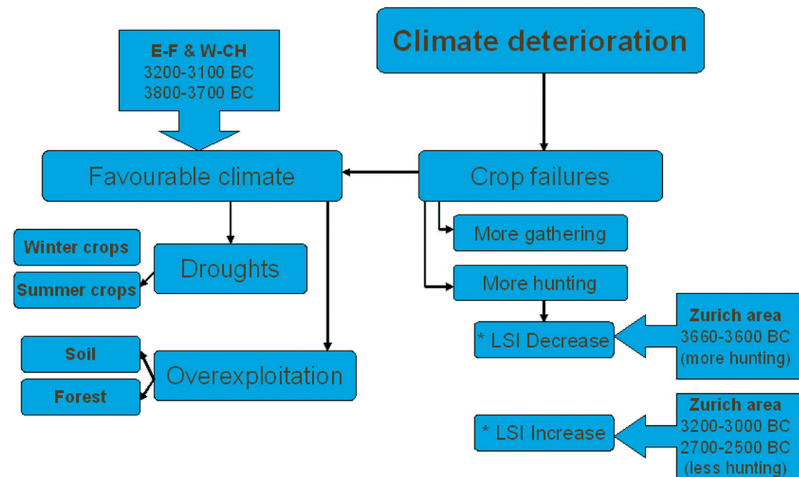 Climate deterioration
E-F & W-CH
3200-3100 BC
3800-3700 BC
Favourable climate
Crop failures
More gathering
Winter crops
Droughts
Summer crops
More hunting
Zurich area
3660-3600 BC
(more hunting)
* LSI Decrease
Soil
Overexploitation
Forest
* LSI Increase
Zurich area
3200-3000 BC
2700-2500 BC
(less hunting)